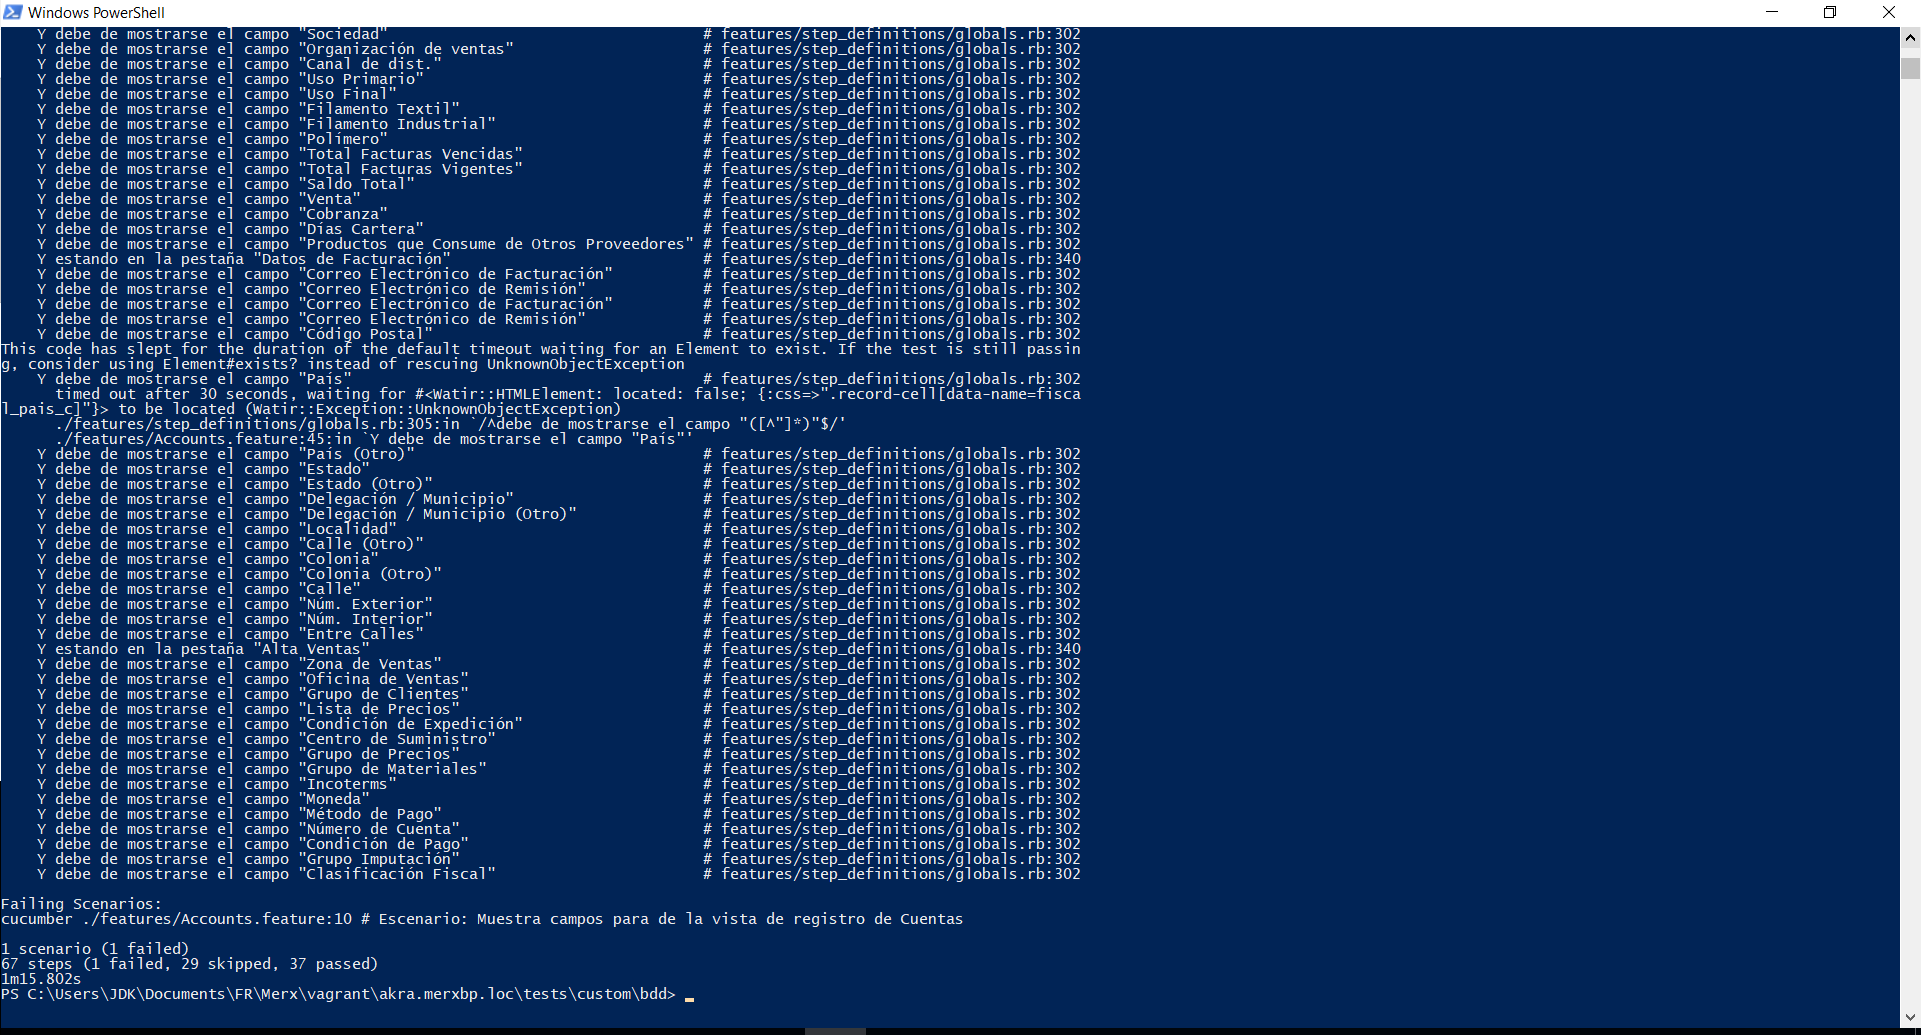 Windows PowerShell
Y debe de mostrarse el campo "Sociedad" # features/step_definitions/globals.rb:302
Y debe de mostrarse el campo "Organización de ventas" # features/step_definitions/globals.rb:302
Y debe de mostrarse el campo "Canal de dist." # features/step_definitions/globals.rb:302
Y debe de mostrarse el campo "Uso Primario" # features/step_definitions/globals.rb:302
Y debe de mostrarse el campo "Uso Final" # features/step_definitions/globals.rb:302
Y debe de mostrarse el campo "Filamento Textil" # features/step_definitions/globals.rb:302
Y debe de mostrarse el campo "Filamento Industrial" # features/step_definitions/globals.rb:302
Y debe de mostrarse el campo "Polímero" # features/step_definitions/globals.rb:302
Y debe de mostrarse el campo "Total Facturas Vencidas" # features/step_definitions/globals.rb:302
Y debe de mostrarse el campo "Total Facturas Vigentes" # features/step_definitions/globals.rb:302
Y debe de mostrarse el campo "Saldo Total" # features/step_definitions/globals.rb:302
Y debe de mostrarse el campo "Venta" # features/step_definitions/globals.rb:302
Y debe de mostrarse el campo "Cobranza" # features/step_definitions/globals.rb:302
Y debe de mostrarse el campo "Días Cartera" # features/step_definitions/globals.rb:302
Y debe de mostrarse el campo "Productos que Consume de Otros Proveedores" # features/step_definitions/globals.rb:302
Y estando en la pestaña "Datos de Facturación" # features/step_definitions/globals.rb:340
Y debe de mostrarse el campo "Correo Electrónico de Facturación" # features/step_definitions/globals.rb:302
Y debe de mostrarse el campo "Correo Electrónico de Remisión" # features/step_definitions/globals.rb:302
Y debe de mostrarse el campo "Correo Electrónico de Facturación" # features/step_definitions/globals.rb:302
Y debe de mostrarse el campo "Correo Electrónico de Remisión" # features/step_definitions/globals.rb:302
Y debe de mostrarse el campo "Código Postal" # features/step_definitions/globals.rb:302
This code has slept for the duration of the default timeout waiting for an Element to exist. If the test is still passin
g, consider using Element#exists? instead of rescuing UnknownObjectException
Y debe de mostrarse el campo "País" # features/step_definitions/globals.rb:302
timed out after 30 seconds, waiting for #<Watir::HTMLElement: located: false; {:css=>".record-cell[data-name=fisca
l_pais_c]"}> to be located (Watir::Exception::UnknownObjectException)
./features/step_definitions/globals.rb:305:in `/^debe de mostrarse el campo "([^"]*)"$/'
./features/Accounts.feature:45:in `Y debe de mostrarse el campo "País"'
Y debe de mostrarse el campo "País (Otro)" # features/step_definitions/globals.rb:302
Y debe de mostrarse el campo "Estado" # features/step_definitions/globals.rb:302
Y debe de mostrarse el campo "Estado (Otro)" # features/step_definitions/globals.rb:302
Y debe de mostrarse el campo "Delegación / Municipio" # features/step_definitions/globals.rb:302
Y debe de mostrarse el campo "Delegación / Municipio (Otro)" # features/step_definitions/globals.rb:302
Y debe de mostrarse el campo "Localidad" # features/step_definitions/globals.rb:302
Y debe de mostrarse el campo "Calle (Otro)" # features/step_definitions/globals.rb:302
Y debe de mostrarse el campo "Colonia" # features/step_definitions/globals.rb:302
Y debe de mostrarse el campo "Colonia (Otro)" # features/step_definitions/globals.rb:302
Y debe de mostrarse el campo "Calle" # features/step_definitions/globals.rb:302
Y debe de mostrarse el campo "Núm. Exterior" # features/step_definitions/globals.rb:302
Y debe de mostrarse el campo "Núm. Interior" # features/step_definitions/globals.rb:302
Y debe de mostrarse el campo "Entre Calles" # features/step_definitions/globals.rb:302
Y estando en la pestaña "Alta Ventas" # features/step_definitions/globals.rb:340
Y debe de mostrarse el campo "Zona de Ventas" # features/step_definitions/globals.rb:302
Y debe de mostrarse el campo "Oficina de Ventas" # features/step_definitions/globals.rb:302
Y debe de mostrarse el campo "Grupo de Clientes" # features/step_definitions/globals.rb:302
Y debe de mostrarse el campo "Lista de Precios" # features/step_definitions/globals.rb:302
Y debe de mostrarse el campo "Condición de Expedición" # features/step_definitions/globals.rb:302
Y debe de mostrarse el campo "Centro de Suministro" # features/step_definitions/globals.rb:302
Y debe de mostrarse el campo "Grupo de Precios" # features/step_definitions/globals.rb:302
Y debe de mostrarse el campo "Grupo de Materiales" # features/step_definitions/globals.rb:302
Y debe de mostrarse el campo "Incoterms" # features/step_definitions/globals.rb:302
Y debe de mostrarse el campo "Moneda" # features/step_definitions/globals.rb:302
Y debe de mostrarse el campo "Método de Pago" # features/step_definitions/globals.rb:302
Y debe de mostrarse el campo "Número de Cuenta" # features/step_definitions/globals.rb:302
Y debe de mostrarse el campo "Condición de Pago" # features/step_definitions/globals.rb:302
Y debe de mostrarse el campo "Grupo Imputación" # features/step_definitions/globals.rb:302
Y debe de mostrarse el campo "Clasificación Fiscal" # features/step_definitions/globals.rb:302
Failing Scenarios:
cucumber ./features/Accounts.feature:10 # Escenario: Muestra campos para de la vista de registro de Cuentas
1 scenario (1 failed)
67 steps (1 failed, 29 skipped, 37 passed)
1m15.802s
PS C:\Users\JDK\Documents\FR\Merx\vagrant\akra.merxbp.loc\tests\custom\bdd>